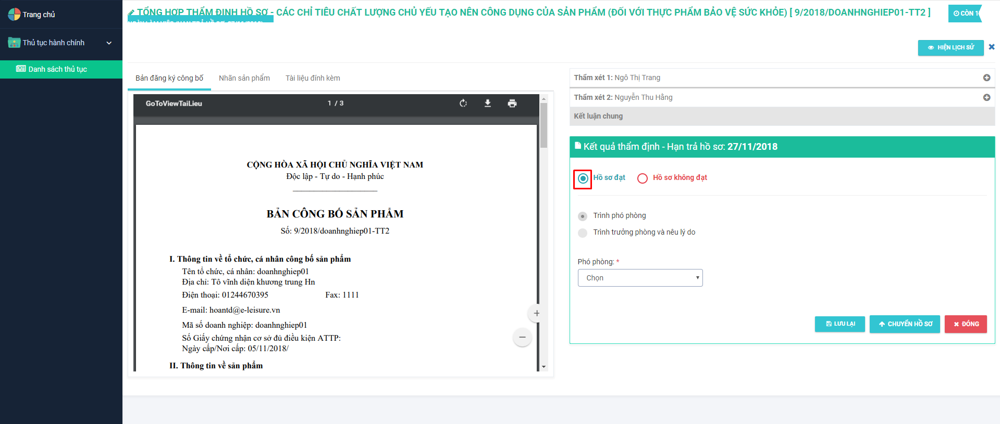 Trang chủ
Thủ tục hành chính
Danh sách thủ tục
TỔNG HỢP THẨM ĐỊNH HỒ SƠ - CÁC CHỈ TIÊU CHẤT LƯỢNG CHỦ YẾU TẠO NÊN CÔNG DỤNG CỦA SẢN PHẨM (ĐỐI VỚI THỰC PHẨM BẢO VỆ SỨC KHỎE) [ 9/2018/DOANHNGHIEP01-TT2 ]
CÒN
HIỆN LỊCH SỬ
Bản đăng ký công bố
Nhãn sản phẩm
Tài liệu đính kèm
GoToViewTaiLieu
1 / 3
CỘNG HÒA XÃ HỘI CHỦ NGHĨA VIỆT NAM
Độc lập - Tự do - Hạnh phúc
BẢN CÔNG BỐ SẢN PHẨM
Số: 9/2018/doanhnghiep01-TT2
I. Thông tin về tổ chức, cá nhân công bố sản phẩm
Tên tổ chức, cá nhân: doanhnghiep01
Địa chỉ: Tô vĩnh diện khương trung Hn
Điện thoại: 01244670395 Fax: 1111
E-mail: hoantd@e-leisure.vn
Mã số doanh nghiệp: doanhnghiep01
Số Giấy chứng nhận cơ sở đủ điều kiện ATTP:
Ngày cấp/Nơi cấp: 05/11/2018/
II. Thông tin về sản phẩm
Thẩm xét 1: Ngô Thị Trang
Thẩm xét 2: Nguyễn Thu Hằng
Kết luận chung
Kết quả thẩm định - Hạn trả hồ sơ: 27/11/2018
Hồ sơ đạt
Hồ sơ không đạt
Trình phó phòng
Trình trưởng phòng và nêu lý do
Phó phòng: *
Chọn
LƯU LẠI
CHUYỂN HỒ SƠ
ĐÓNG